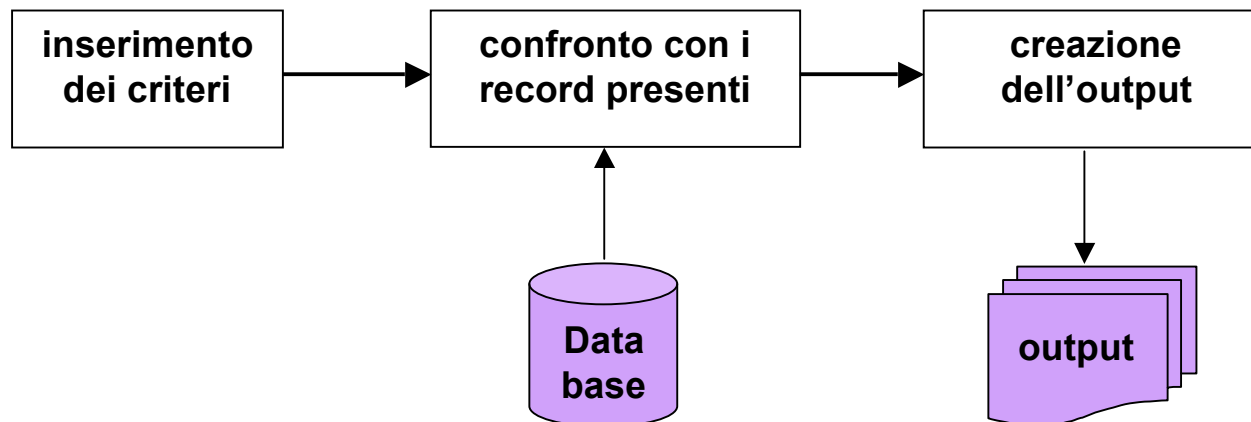 inserimento
dei criteri
confronto con i
record presenti
creazione
dell’output
Data
base
output